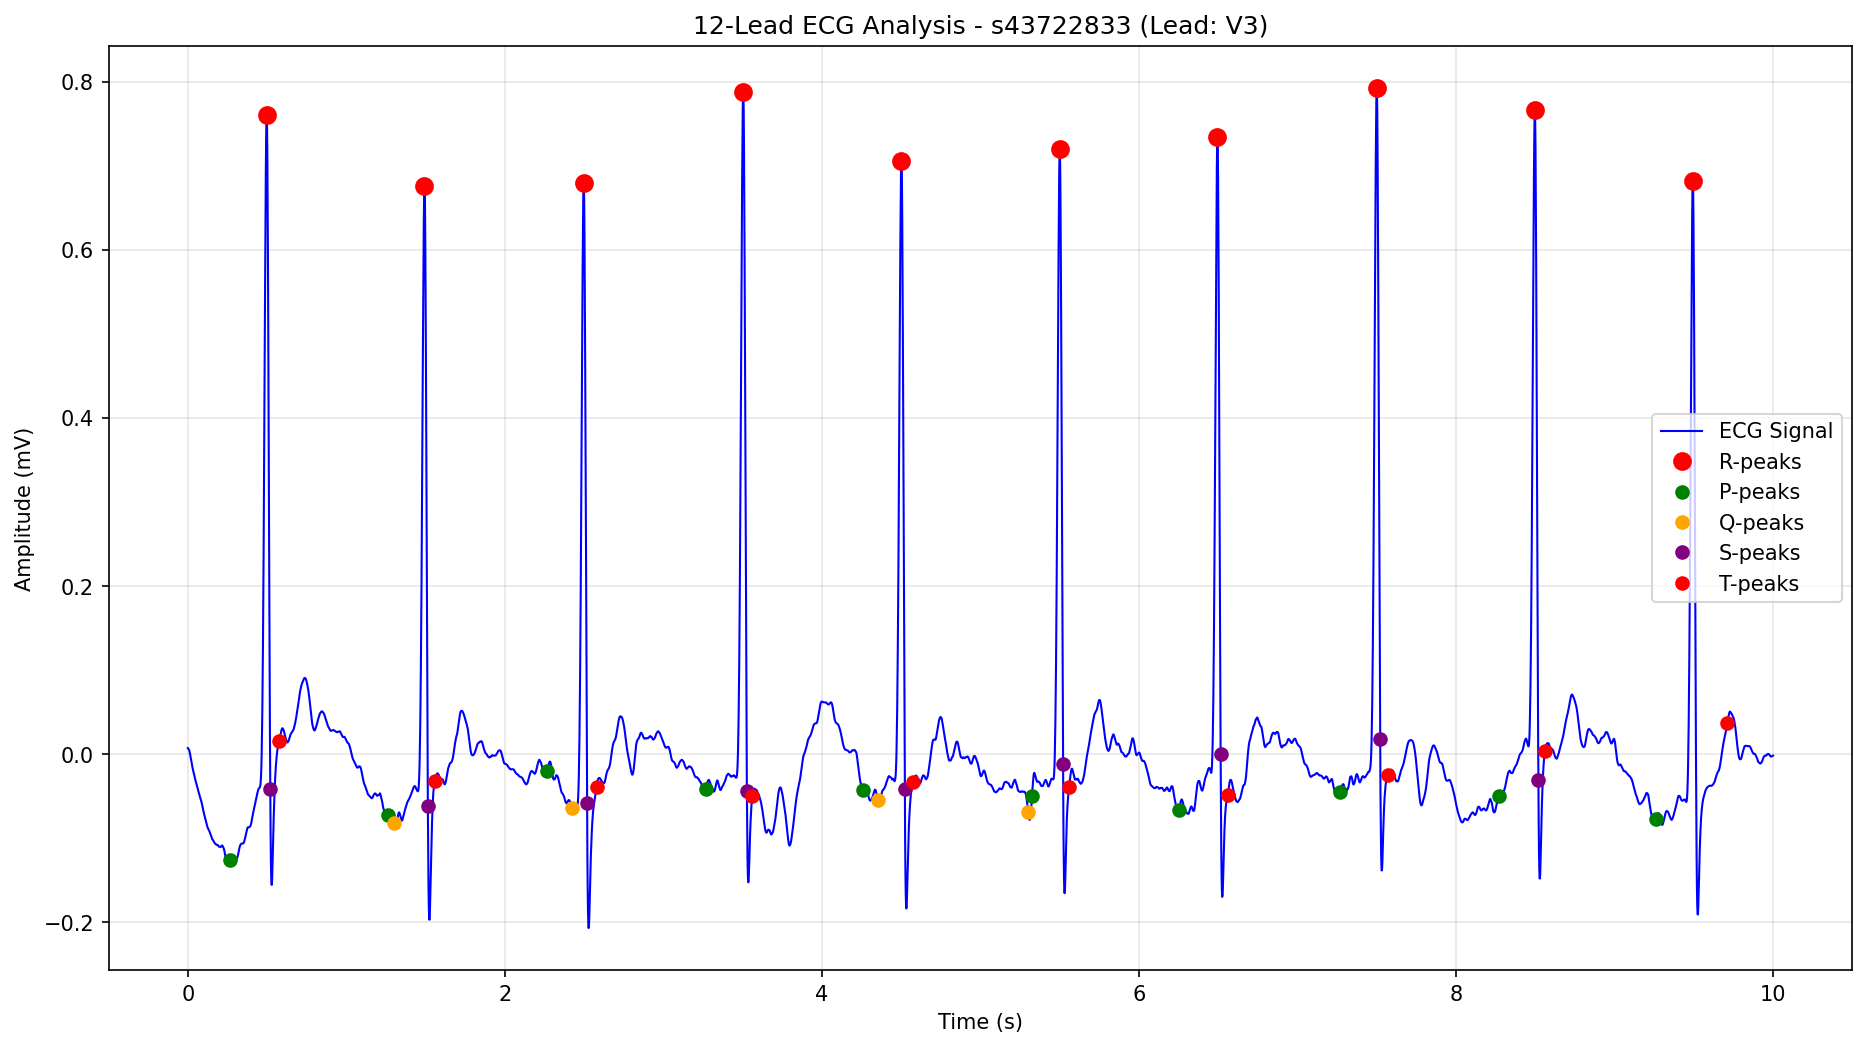 12-Lead ECG Analysis - s43722833 (Lead: V3)
Amplitude (mV)
0.8
0.6
0.4
0.2
0.0
−0.2
ECG Signal
R-peaks
P-peaks
Q-peaks
S-peaks
T-peaks
0 2 4 6 8 10
Time (s)